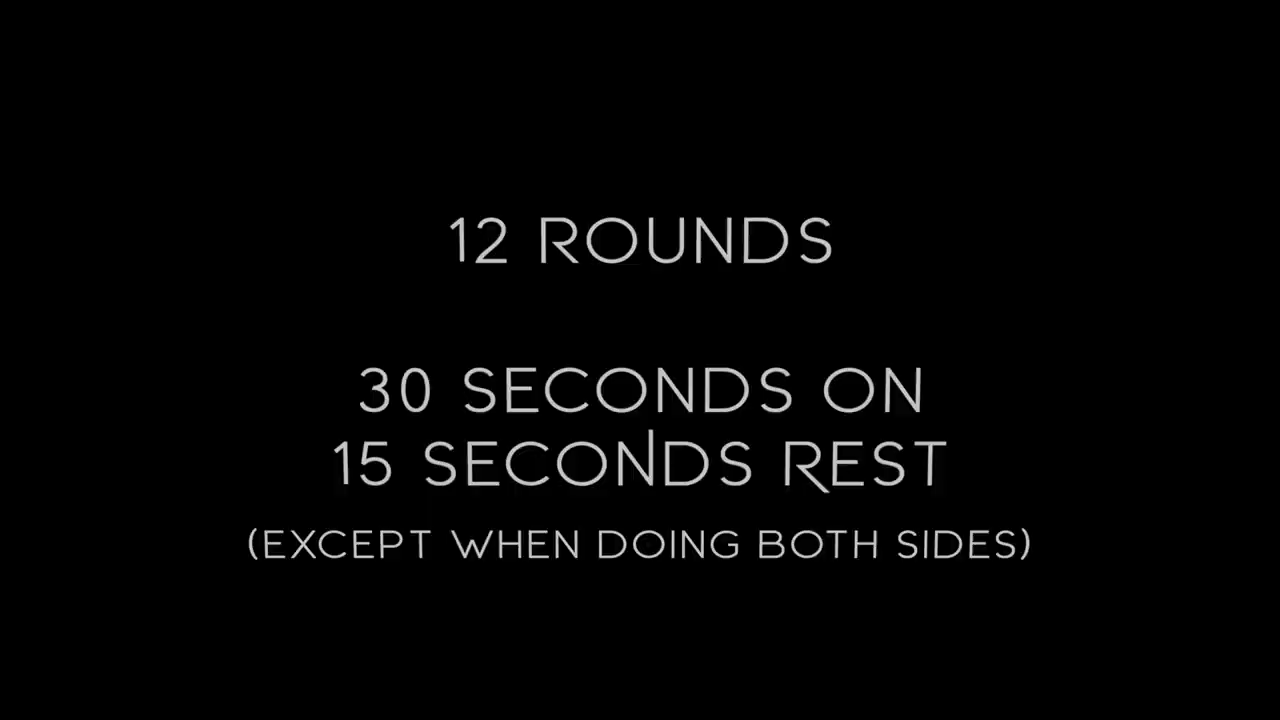 12 ROUNDS
30 SECONDS ON
15 SECONDS REST
(EXCEPT WHEN DOING BOTH SIDES)